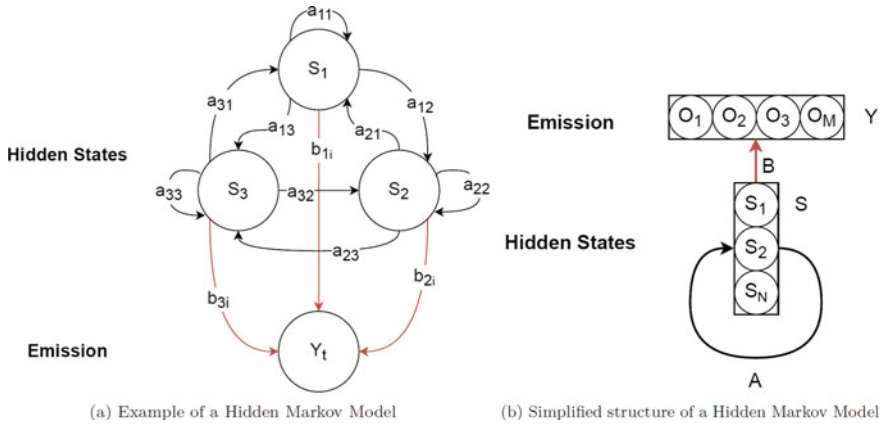 a₁₁
S₁
a₃₁
a₁₃
a₂₁
a₁₂
b₁ᵢ
Hidden States
a₃₃
S₃
a₃₂
S₂
a₂₂
a₂₃
b₃ᵢ
b₂ᵢ
Emission
Yₜ
(a) Example of a Hidden Markov Model
Emission
O₁ O₂ O₃ O_M Y
B
S₁ S
Hidden States
S₂
S_N
A
(b) Simplified structure of a Hidden Markov Model